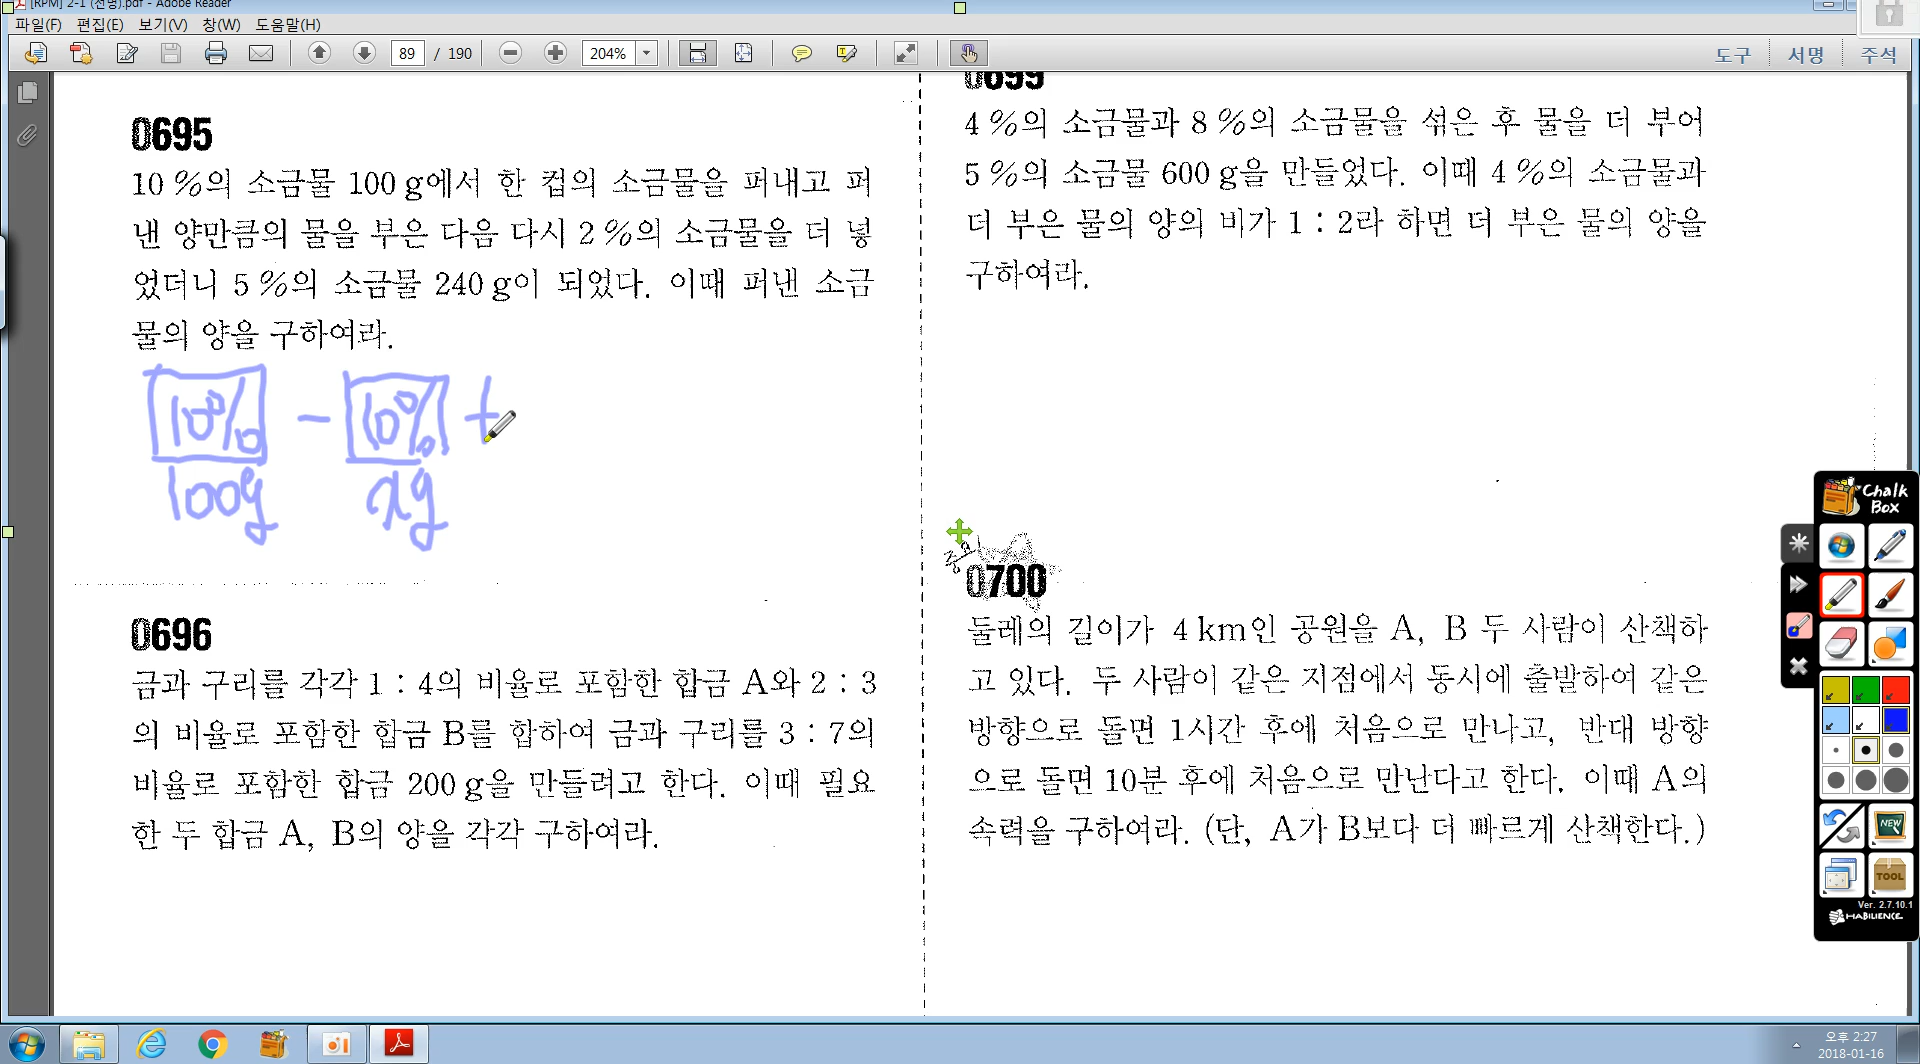 [RPM] 2-1 (전명).pdf - Adobe Reader
파일(F) 편집(E) 보기(V) 창(W) 도움말(H)
89 / 190 204% 도구 서명 주석
0695
10 %의 소금물 100 g에서 한 컵의 소금물을 퍼내고 퍼
낸 양만큼의 물을 부은 다음 다시 2 %의 소금물을 더 넣
었더니 5 %의 소금물 240 g이 되었다. 이때 퍼낸 소금
물의 양을 구하여라.
10% - 10% +
100g xg
0696
금과 구리를 각각 1 : 4의 비율로 포함한 합금 A와 2 : 3
의 비율로 포함한 합금 B를 합하여 금과 구리를 3 : 7의
비율로 포함한 합금 200 g을 만들려고 한다. 이때 필요
한 두 합금 A, B의 양을 각각 구하여라.
0699
4 %의 소금물과 8 %의 소금물을 섞은 후 물을 더 부어
5 %의 소금물 600 g을 만들었다. 이때 4 %의 소금물과
더 부은 물의 양의 비가 1 : 2라 하면 더 부은 물의 양을
구하여라.
중요!
0700
둘레의 길이가 4 km인 공원을 A, B 두 사람이 산책하
고 있다. 두 사람이 같은 지점에서 동시에 출발하여 같은
방향으로 돌면 1시간 후에 처음으로 만나고, 반대 방향
으로 돌면 10분 후에 처음으로 만난다고 한다. 이때 A의
속력을 구하여라. (단, A가 B보다 더 빠르게 산책한다.)
Chalk
Box
NEW
TOOL
Ver. 2.7.10.1
HABILIENCE
오후 2:27
2018-01-16